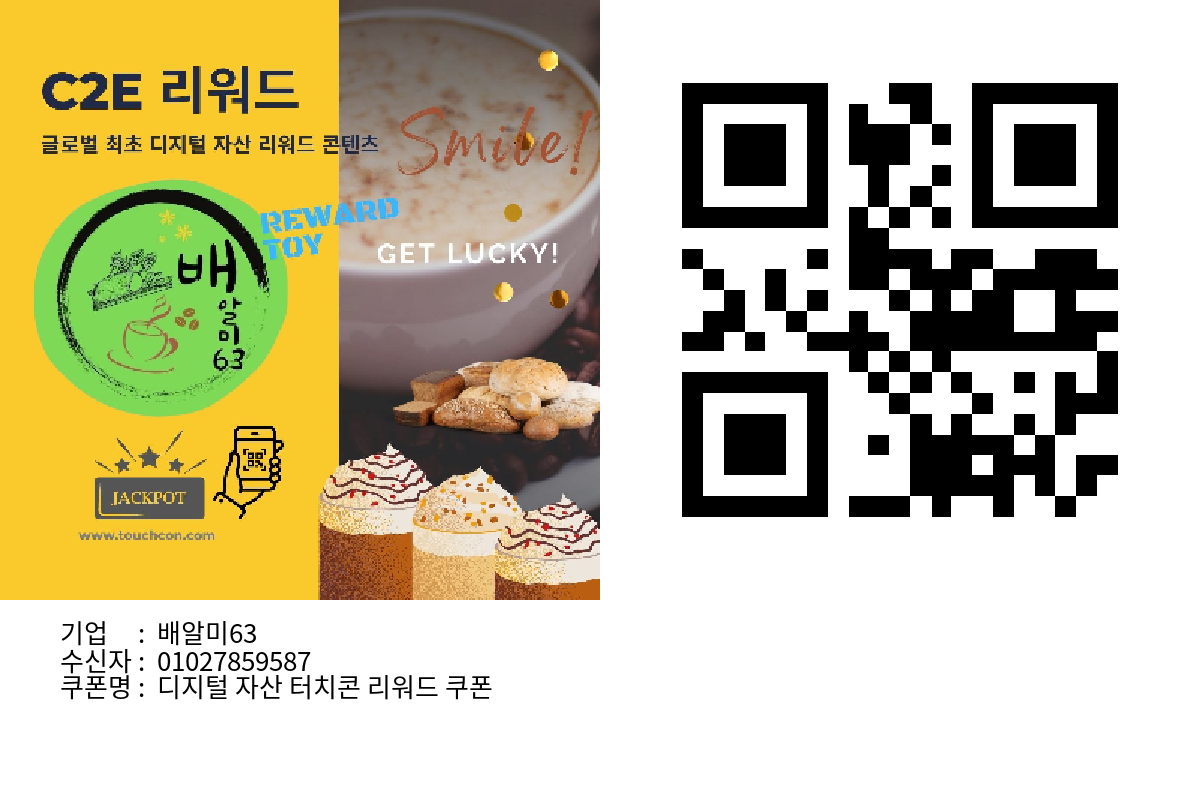 C2E 리워드
글로벌 최초 디지털 자산 리워드 콘텐츠
Smile!
REWARD
TOY
GET LUCKY!
배
알
미
63
JACKPOT
www.touchcon.com
기업 : 배알미63
수신자 : 01027859587
쿠폰명 : 디지털 자산 터치콘 리워드 쿠폰